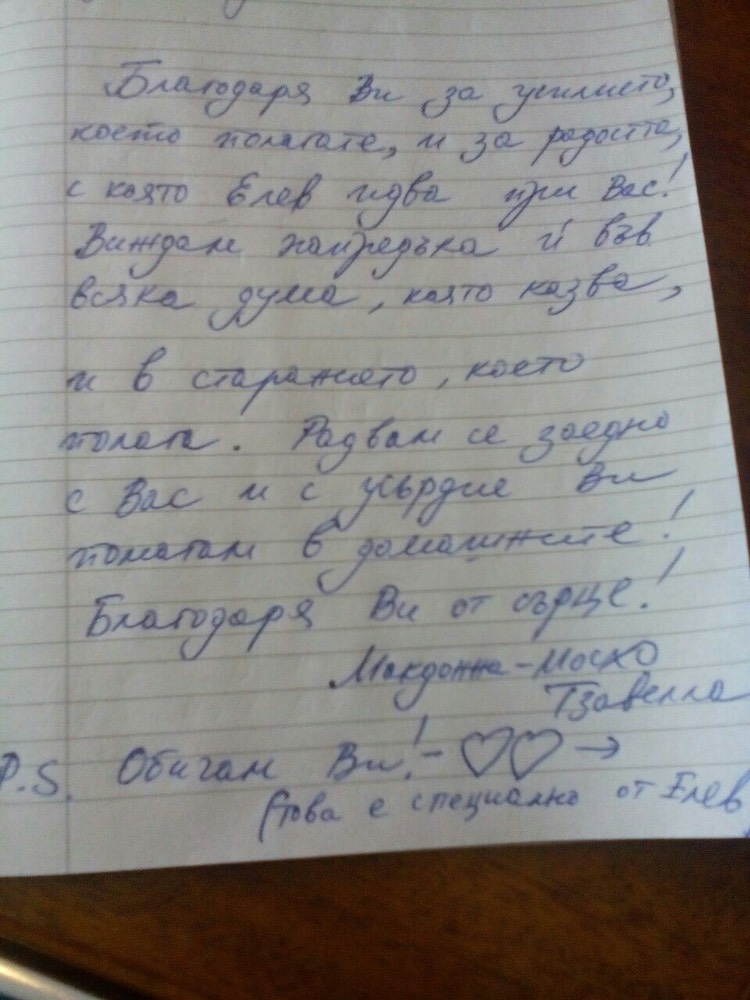 Благодаря Ви за усилието,
което полагате, и за радостта,
с която Елев идва при Вас!
Виждам напредъка ѝ във
всяка дума, която казва,
и в старанието, което
полага. Радвам се заедно
с Вас и с усърдие Ви
помагам в домашните!
Благодаря Ви от сърце!
Макдонна-Моско
Тзавелла
P.S. Обичам Ви! - ♡♡ →
(това е специално от Елев